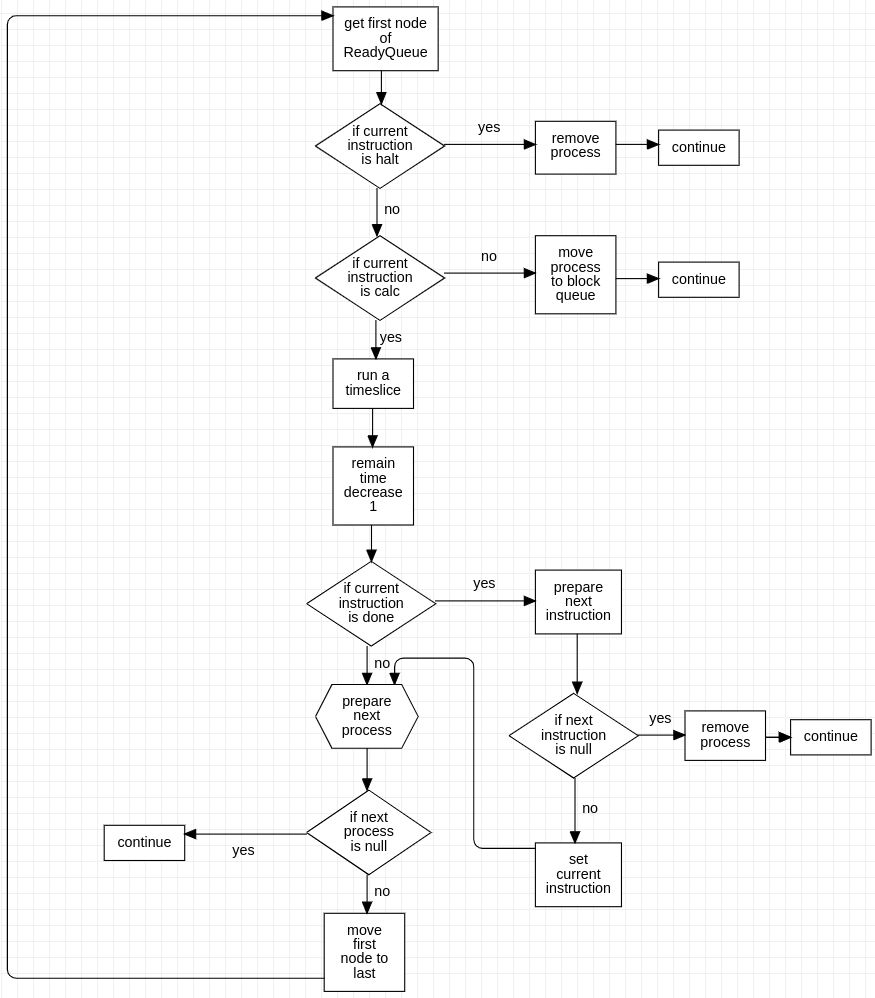 get first node
of
ReadyQueue
if current
instruction
is halt
yes
remove
process
continue
no
if current
instruction
is calc
no
move
process
to block
queue
continue
yes
run a
timeslice
remain
time
decrease
1
if current
instruction
is done
yes
prepare
next
instruction
no
prepare
next
process
if next
instruction
is null
yes
remove
process
continue
no
set
current
instruction
if next
process
is null
yes
continue
no
move
first
node to
last